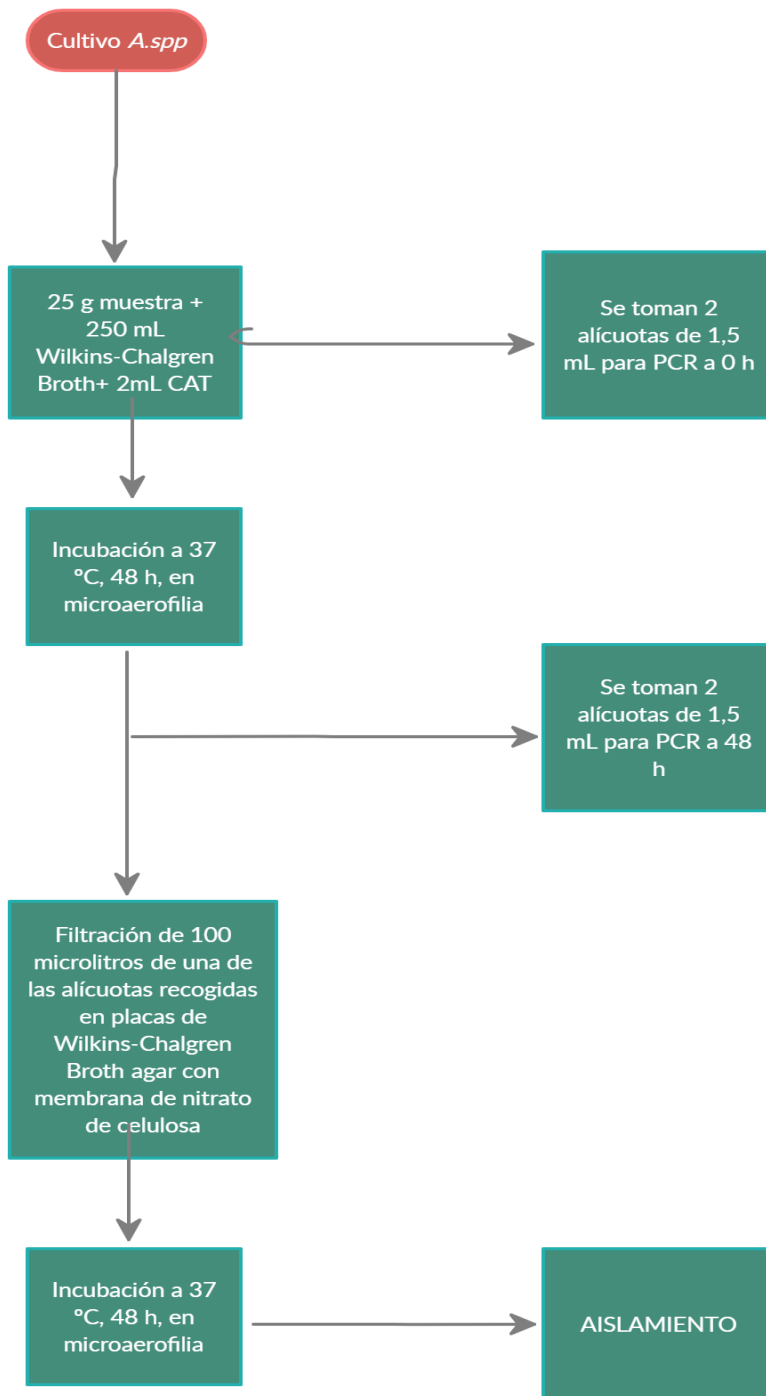 Cultivo A.spp
25 g muestra +
250 mL
Wilkins-Chalgren
Broth+ 2mL CAT
Se toman 2
alícuotas de 1,5
mL para PCR a 0 h
Incubación a 37
ºC, 48 h, en
microaerofilia
Se toman 2
alícuotas de 1,5
mL para PCR a 48
h
Filtración de 100
microlitros de una de
las alícuotas recogidas
en placas de
Wilkins-Chalgren
Broth agar con
membrana de nitrato
de celulosa
Incubación a 37
ºC, 48 h, en
microaerofilia
AISLAMIENTO